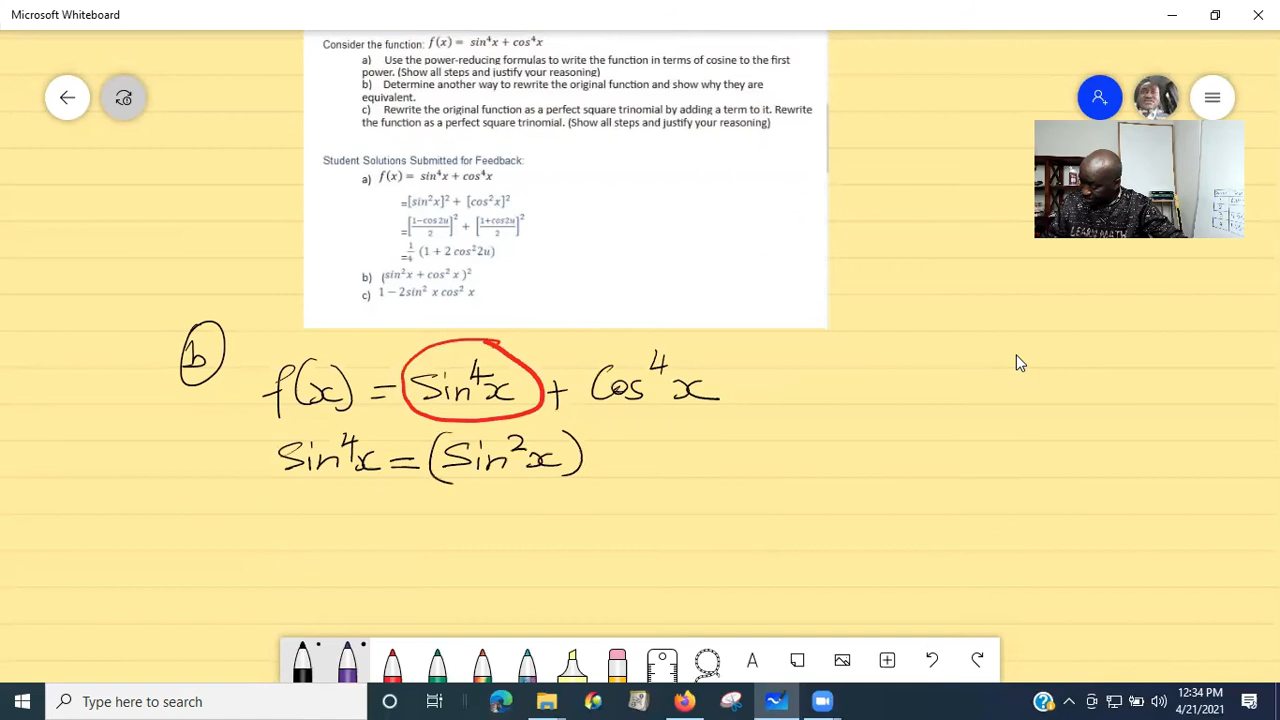 Microsoft Whiteboard
Consider the function: f(x) = sin⁴x + cos⁴x
a) Use the power-reducing formulas to write the function in terms of cosine to the first
power. (Show all steps and justify your reasoning)
b) Determine another way to rewrite the original function and show why they are
equivalent.
c) Rewrite the original function as a perfect square trinomial by adding a term to it. Rewrite
the function as a perfect square trinomial. (Show all steps and justify your reasoning)
Student Solutions Submitted for Feedback:
a) f(x) = sin⁴x + cos⁴x
=[sin²x]² + [cos²x]²
=[(1−cos2u)/2]² + [(1+cos2u)/2]²
=1/4 (1 + 2 cos²2u)
b) (sin²x + cos² x )²
c) 1 − 2sin² x cos² x
b
f(x) = Sin⁴x + Cos⁴x
Sin⁴x = (Sin²x)
Type here to search
12:34 PM
4/21/2021